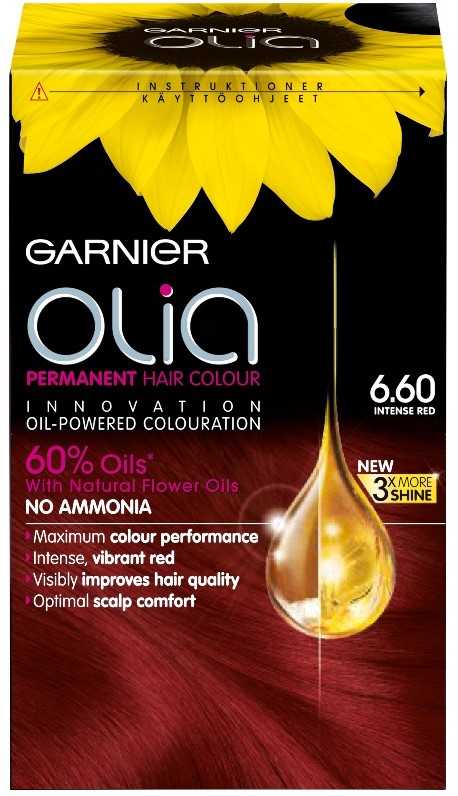 GARNIER
OLiA
INSTRUKTIONER
KÄYTTÖOHJEET
GARNIER
OLiA
PERMANENT HAIR COLOUR
INNOVATION
OIL-POWERED COLOURATION
6.60
INTENSE RED
60% Oils*
With Natural Flower Oils
NO AMMONIA
NEW
3X MORE
SHINE
Maximum colour performance
Intense, vibrant red
Visibly improves hair quality
Optimal scalp comfort